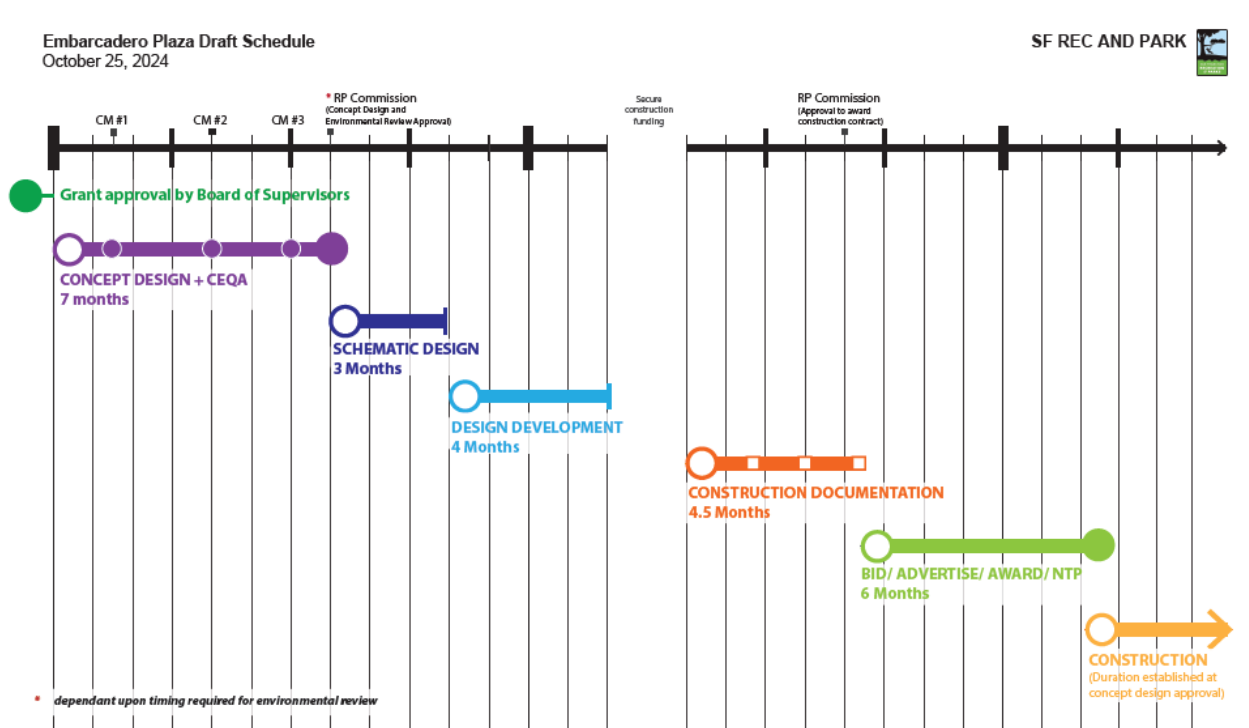 Embarcadero Plaza Draft Schedule
October 25, 2024
SF REC AND PARK
* RP Commission
(Concept Design and
Environmental Review Approval)
CM #1
CM #2
CM #3
Secure
construction
funding
RP Commission
(Approval to award
construction contract)
Grant approval by Board of Supervisors
CONCEPT DESIGN + CEQA
7 months
SCHEMATIC DESIGN
3 Months
DESIGN DEVELOPMENT
4 Months
CONSTRUCTION DOCUMENTATION
4.5 Months
BID/ ADVERTISE/ AWARD/ NTP
6 Months
CONSTRUCTION
(Duration established at
concept design approval)
* dependant upon timing required for environmental review